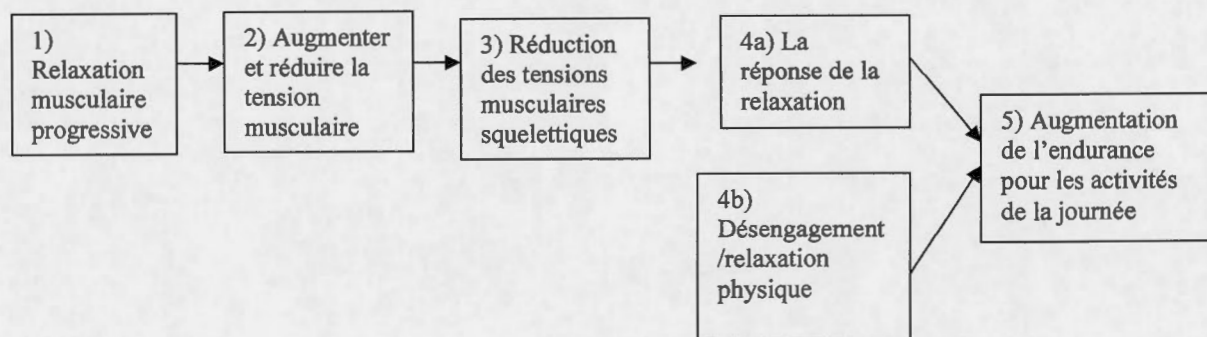 1)
Relaxation
musculaire
progressive
2) Augmenter
et réduire la
tension
musculaire
3) Réduction
des tensions
musculaires
squelettiques
4a) La
réponse de la
relaxation
4b)
Désengagement
/relaxation
physique
5) Augmentation
de l'endurance
pour les activités
de la journée